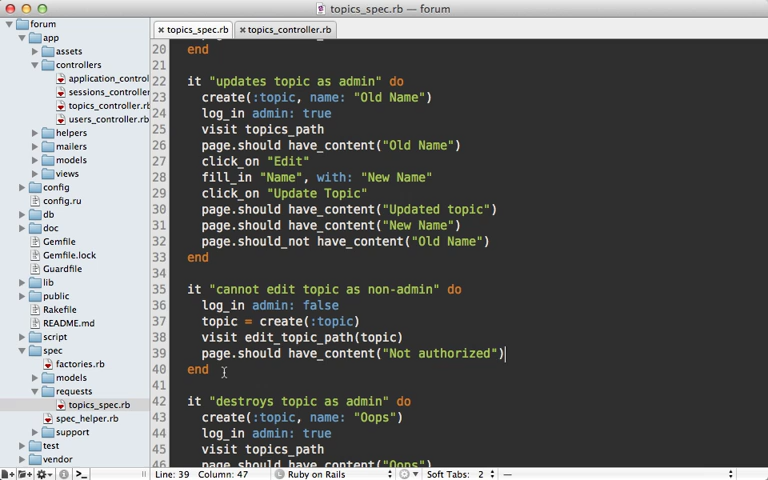 topics_spec.rb — forum
forum
app
assets
controllers
application_control
sessions_controller
topics_controller.rb
users_controller.rb
helpers
mailers
models
views
config
config.ru
db
doc
Gemfile
Gemfile.lock
Guardfile
lib
public
Rakefile
README.md
script
spec
factories.rb
models
requests
topics_spec.rb
spec_helper.rb
support
test
vendor
topics_spec.rb
topics_controller.rb
20 end
21
22 it "updates topic as admin" do
23 create(:topic, name: "Old Name")
24 log_in admin: true
25 visit topics_path
26 page.should have_content("Old Name")
27 click_on "Edit"
28 fill_in "Name", with: "New Name"
29 click_on "Update Topic"
30 page.should have_content("Updated topic")
31 page.should have_content("New Name")
32 page.should_not have_content("Old Name")
33 end
34
35 it "cannot edit topic as non-admin" do
36 log_in admin: false
37 topic = create(:topic)
38 visit edit_topic_path(topic)
39 page.should have_content("Not authorized")
40 end
41
42 it "destroys topic as admin" do
43 create(:topic, name: "Oops")
44 log_in admin: true
45 visit topics_path
46 page.should have_content("Oops")
Line: 39 Column: 47 Ruby on Rails Soft Tabs: 2 —